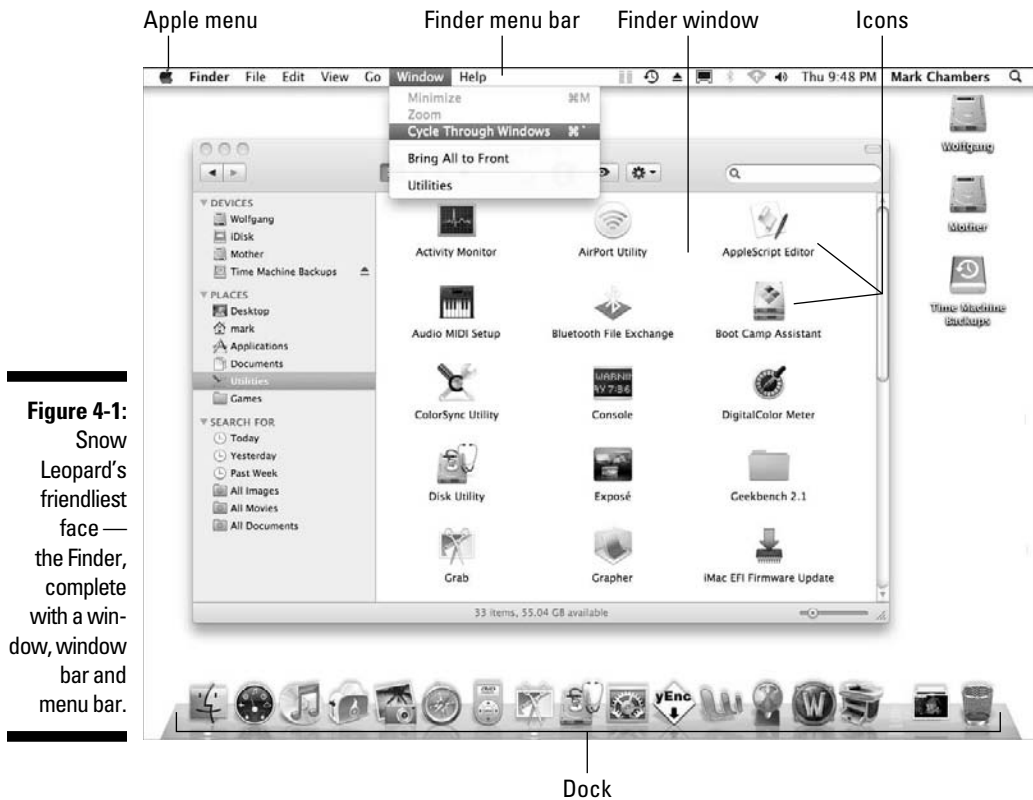 Apple menu
Finder menu bar
Finder window
Icons
Finder File Edit View Go Window Help
Thu 9:48 PM Mark Chambers
Minimize ⌘M
Zoom
Cycle Through Windows ⌘`
Bring All to Front
Utilities
DEVICES
Wolfgang
iDisk
Mother
Time Machine Backups
PLACES
Desktop
mark
Applications
Documents
Utilities
Games
SEARCH FOR
Today
Yesterday
Past Week
All Images
All Movies
All Documents
Activity Monitor
AirPort Utility
AppleScript Editor
Audio MIDI Setup
Bluetooth File Exchange
Boot Camp Assistant
ColorSync Utility
Console
DigitalColor Meter
Disk Utility
Exposé
Geekbench 2.1
Grab
Grapher
iMac EFI Firmware Update
33 items, 55.04 GB available
Wolfgang
Mother
Time Machine
Backups
yEnc
W
Figure 4-1:
Snow
Leopard's
friendliest
face —
the Finder,
complete
with a win-
dow, window
bar and
menu bar.
Dock